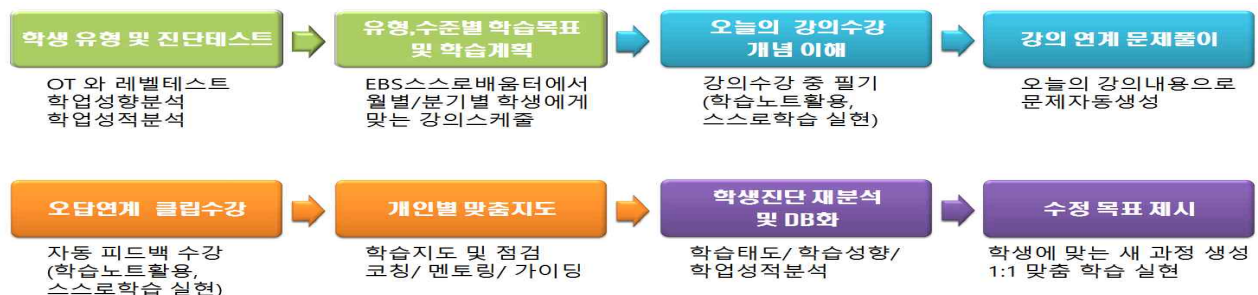 학생 유형 및 진단테스트
OT 와 레벨테스트
학업성향분석
학업성적분석
유형,수준별 학습목표
및 학습계획
EBS스스로배움터에서
월별/분기별 학생에게
맞는 강의스케줄
오늘의 강의수강
개념 이해
강의수강 중 필기
(학습노트활용,
스스로학습 실현)
강의 연계 문제풀이
오늘의 강의내용으로
문제자동생성
오답연계 클립수강
자동 피드백 수강
(학습노트활용,
스스로학습 실현)
개인별 맞춤지도
학습지도 및 점검
코칭/ 멘토링/ 가이딩
학생진단 재분석
및 DB화
학습태도/ 학습성향/
학업성적분석
수정 목표 제시
학생에 맞는 새 과정 생성
1:1 맞춤 학습 실현